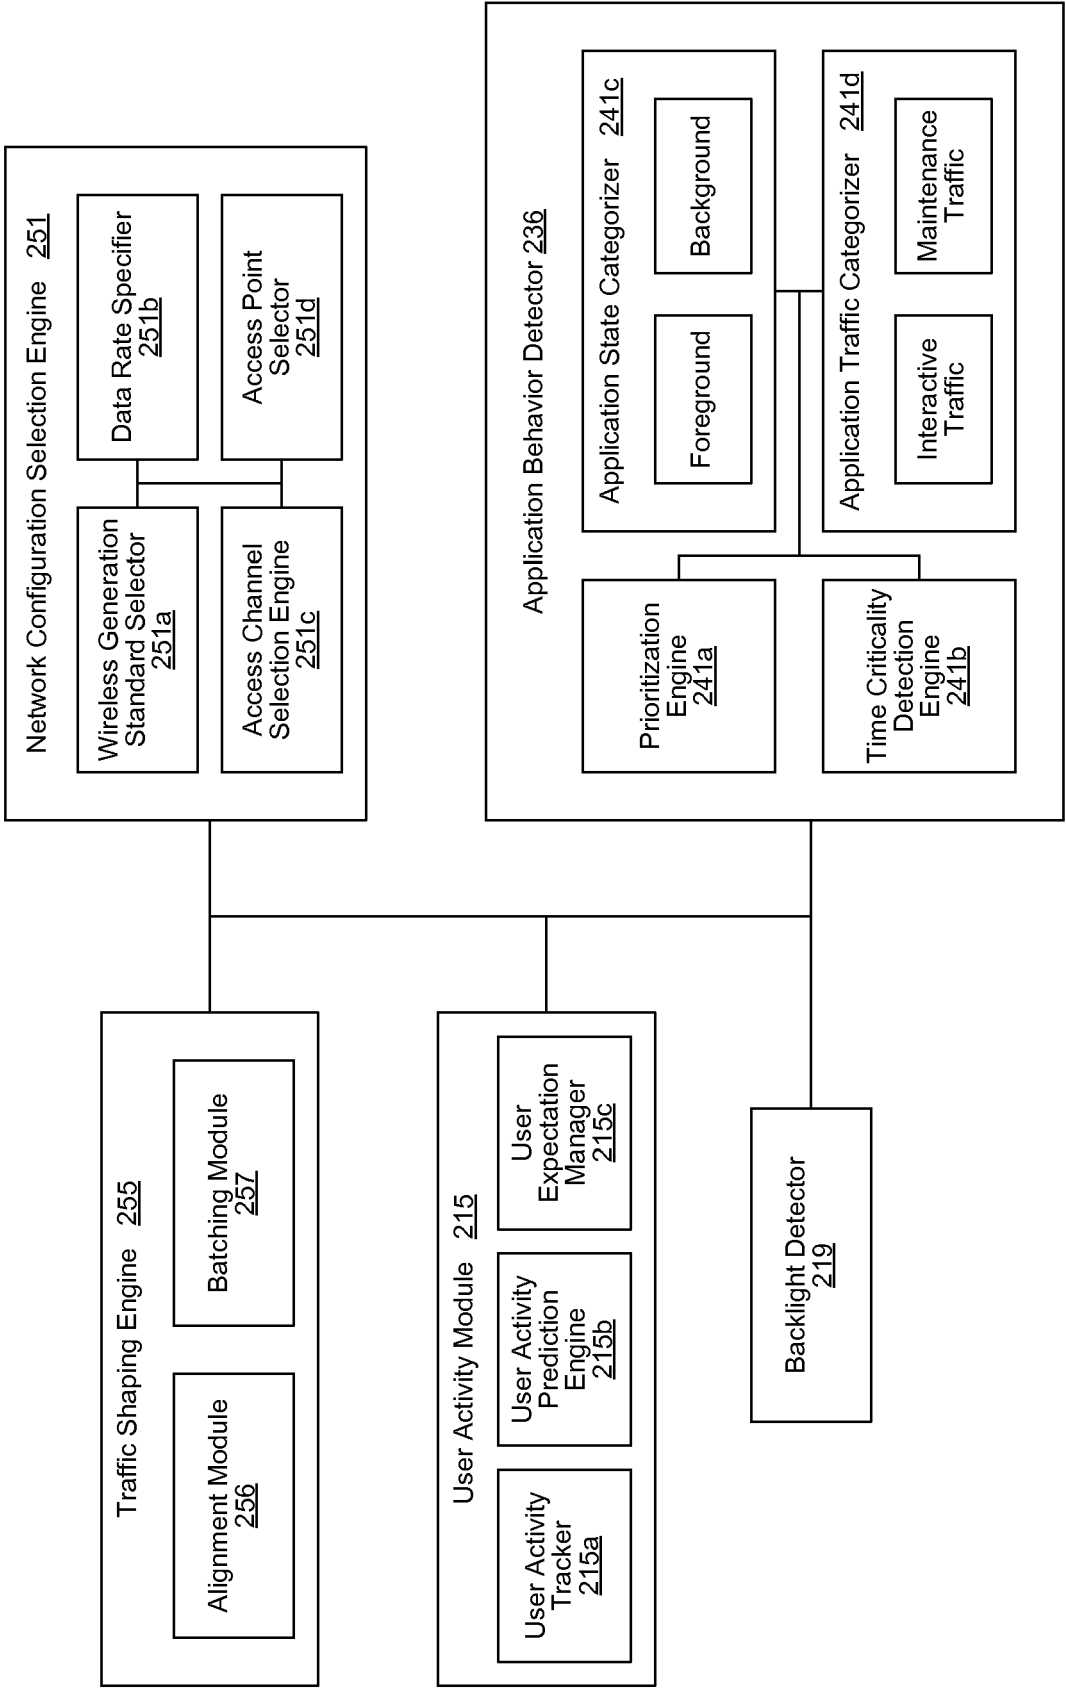 Traffic Shaping Engine 255
Alignment Module
256
Batching Module
257
Network Configuration Selection Engine 251
Wireless Generation
Standard Selector
251a
Data Rate Specifier
251b
Access Channel
Selection Engine
251c
Access Point
Selector
251d
User Activity Module 215
User Activity
Tracker
215a
User Activity
Prediction
Engine
215b
User
Expectation
Manager
215c
Backlight Detector
219
Application Behavior Detector 236
Prioritization
Engine
241a
Application State Categorizer 241c
Foreground
Background
Time Criticality
Detection
Engine
241b
Application Traffic Categorizer 241d
Interactive
Traffic
Maintenance
Traffic